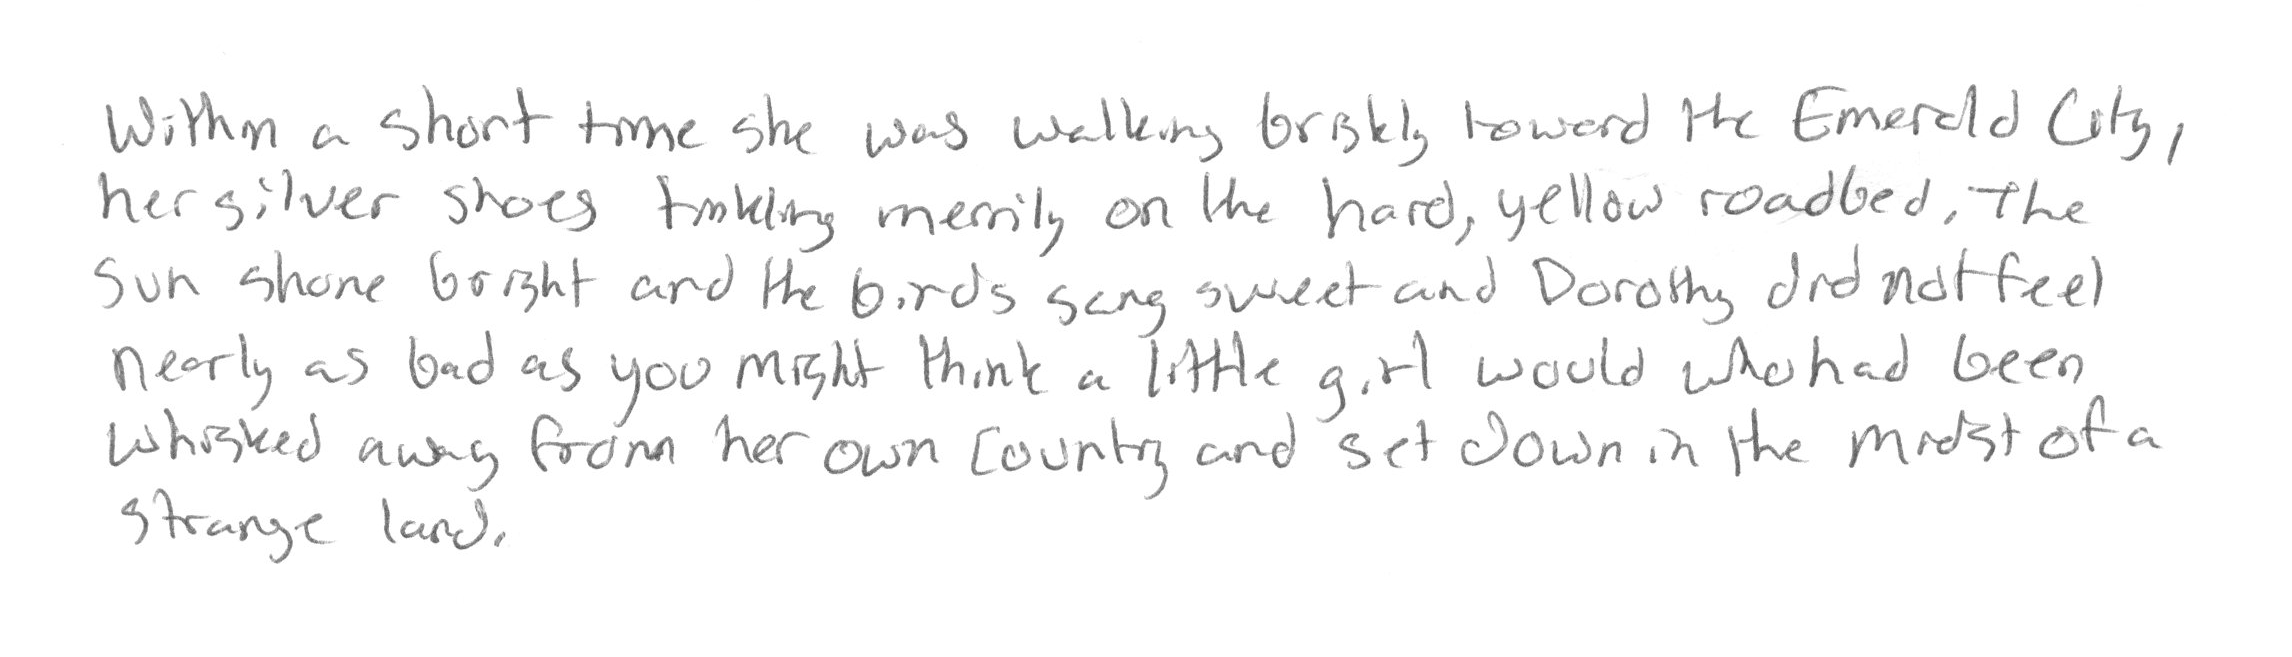 Within a short time she was walking briskly toward the Emerald City,
her silver shoes tinkling merrily on the hard, yellow roadbed. The
sun shone bright and the birds sang sweet and Dorothy did not feel
nearly as bad as you might think a little girl would who had been
whisked away from her own country and set down in the midst of a
strange land.